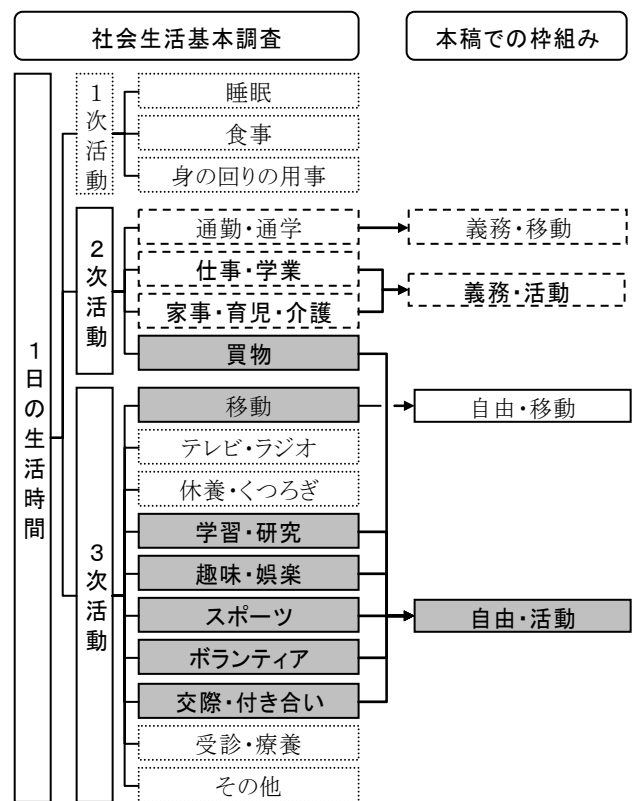 社会生活基本調査
本稿での枠組み
1日の生活時間
1次活動
睡眠
食事
身の回りの用事
2次活動
通勤・通学
義務・移動
仕事・学業
義務・活動
家事・育児・介護
買物
3次活動
移動
自由・移動
テレビ・ラジオ
休養・くつろぎ
学習・研究
趣味・娯楽
スポーツ
自由・活動
ボランティア
交際・付き合い
受診・療養
その他